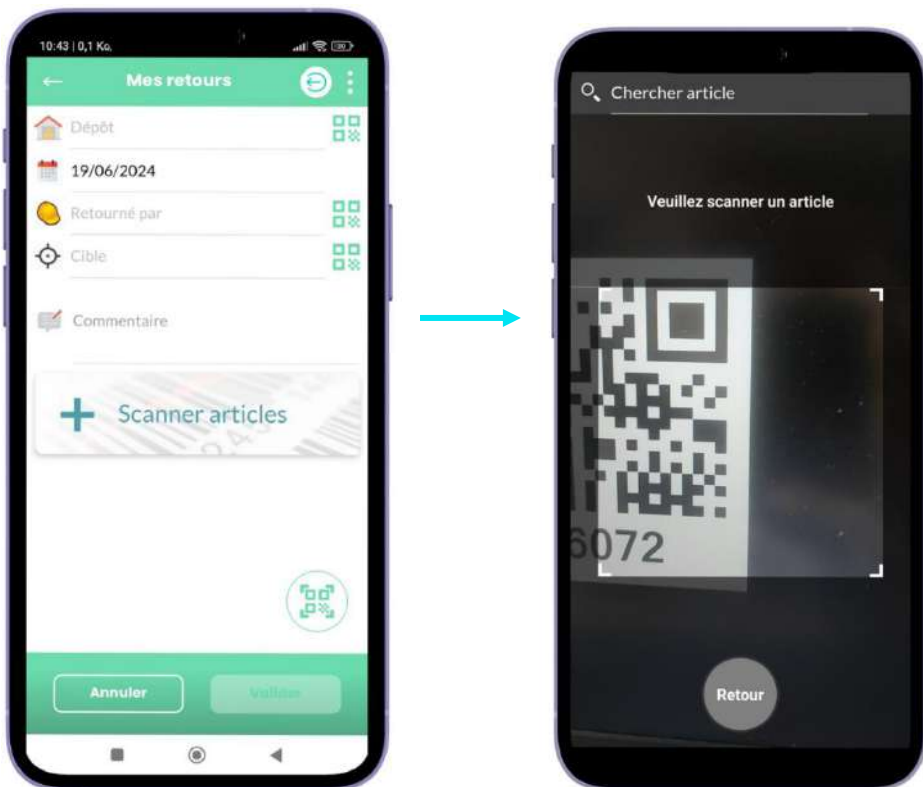 10:43 | 0,1 Ko,
Mes retours
Dépôt
19/06/2024
Retourné par
Cible
Commentaire
Scanner articles
Annuler
Valider
Chercher article
Veuillez scanner un article
6072
Retour